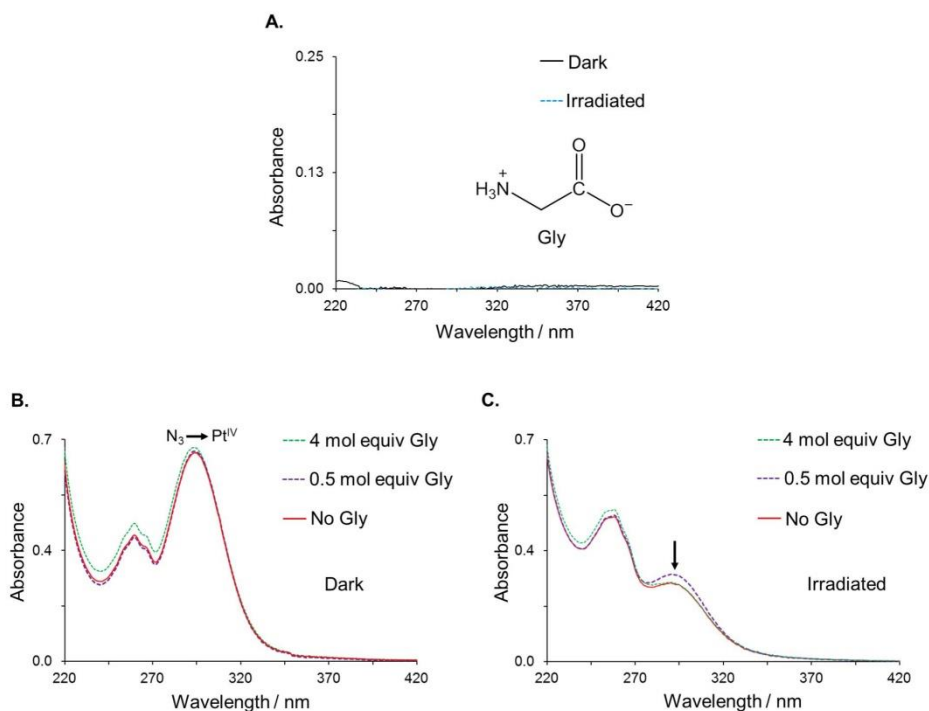 A.
0.25
Dark
Irradiated
0.13
Absorbance
O
H₃N⁺
C
O⁻
Gly
0.00
220 270 320 370 420
Wavelength / nm
B.
0.7
N₃ → Ptᴵⱽ
4 mol equiv Gly
0.5 mol equiv Gly
No Gly
0.4
Absorbance
Dark
0.0
220 270 320 370 420
Wavelength / nm
C.
0.7
4 mol equiv Gly
0.5 mol equiv Gly
No Gly
0.4
Absorbance
Irradiated
0.0
220 270 320 370 420
Wavelength / nm